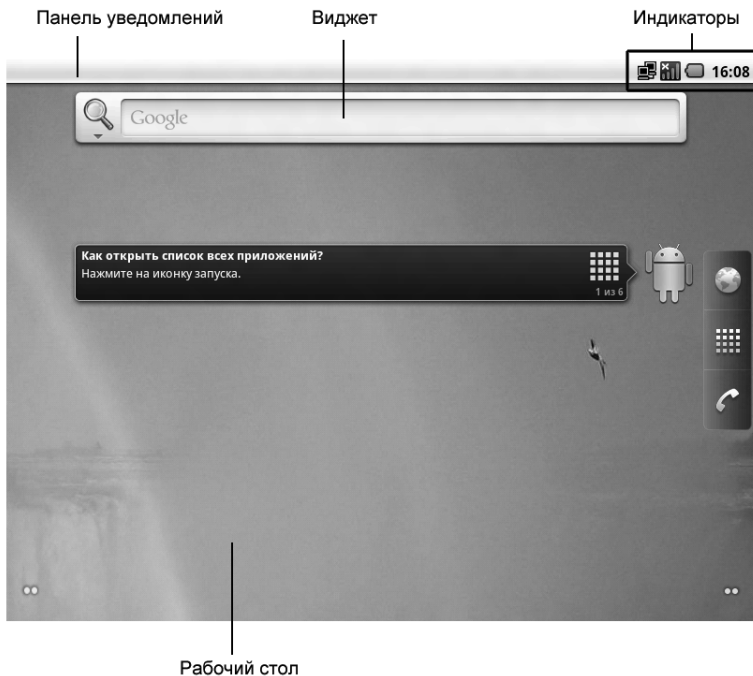 Панель уведомлений
Виджет
Индикаторы
16:08
Google
Как открыть список всех приложений?
Нажмите на иконку запуска.
1 из 6
Рабочий стол